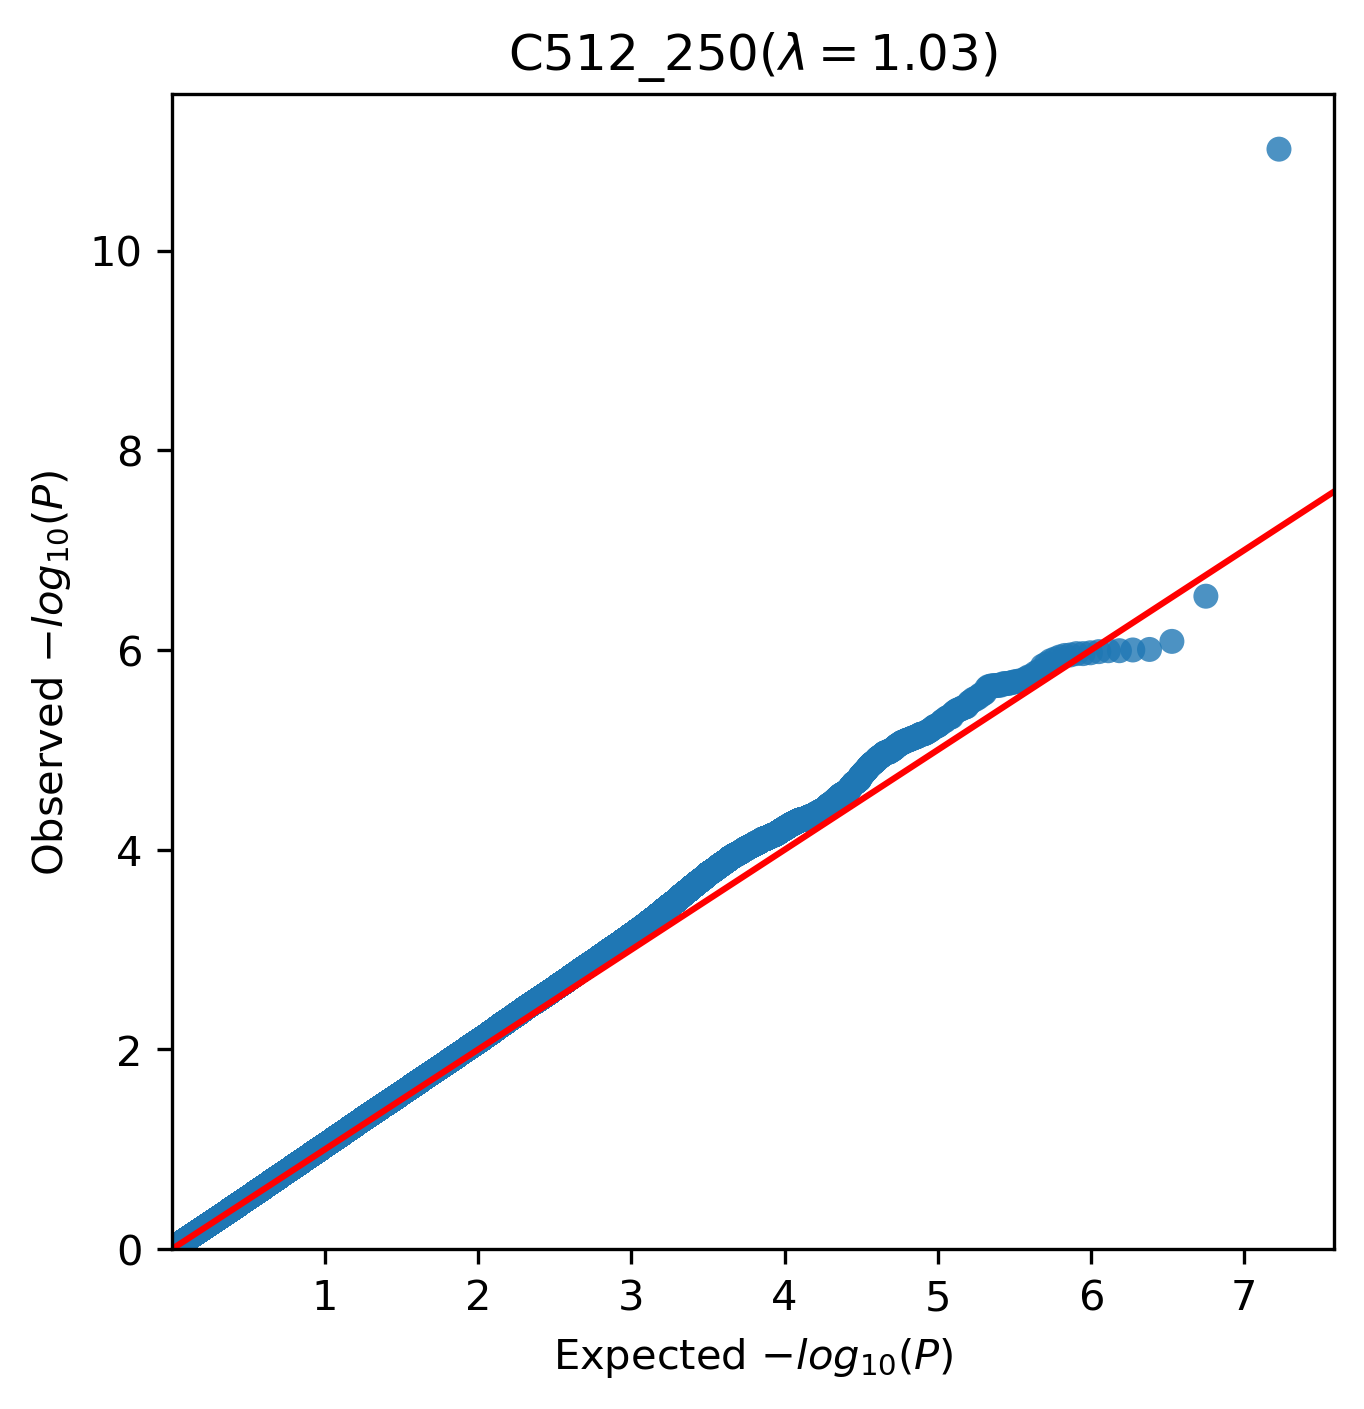 C512_250(λ = 1.03)
Observed −log₁₀(P)
10
8
6
4
2
0
1 2 3 4 5 6 7
Expected −log₁₀(P)